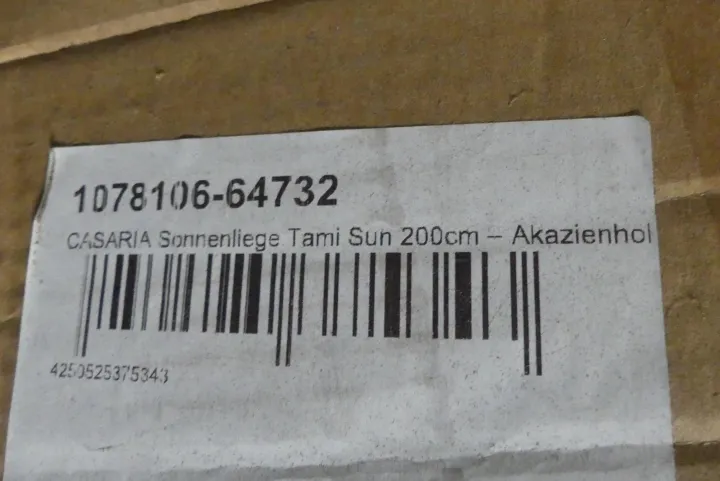 1078106-64732
CASARIA Sonnenliege Tami Sun 200cm – Akazienhol
4250525375343